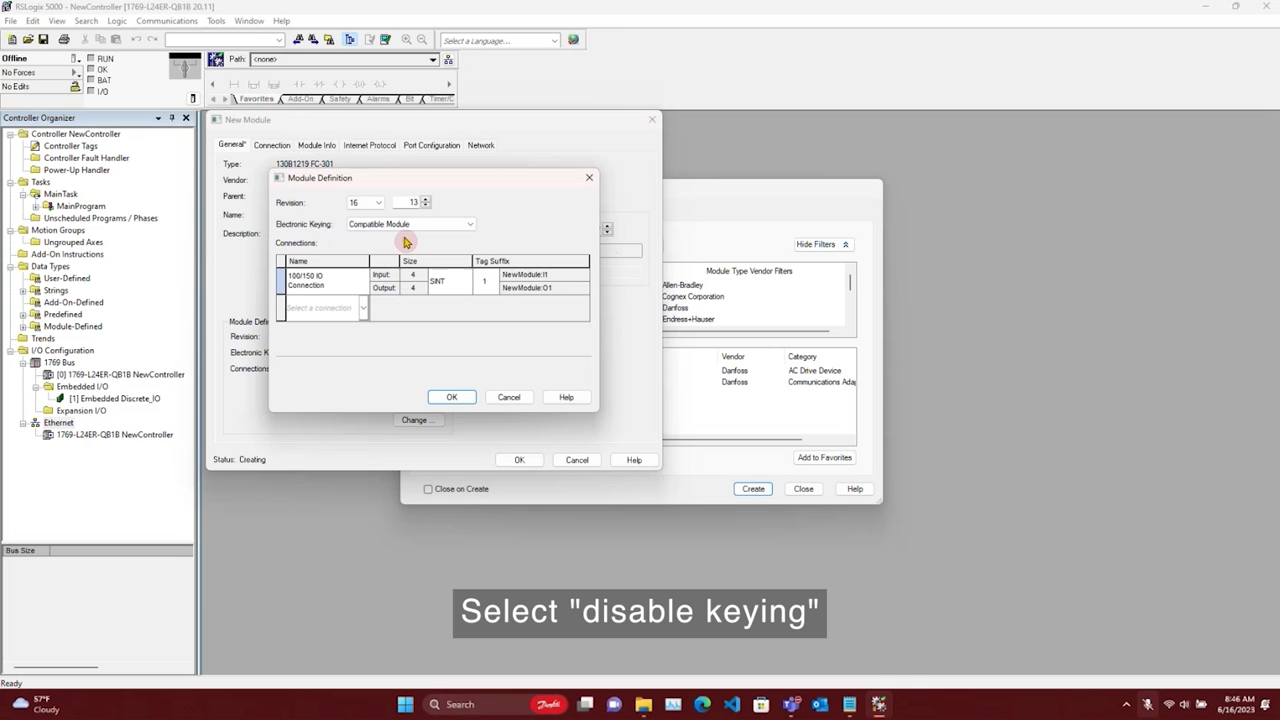 RSLogix 5000 - NewController [1769-L24ER-QB1B 20.11]
File Edit View Search Logic Communications Tools Window Help
Select a Language...
Offline
RUN
No Forces
OK
BAT
No Edits
I/O
Path: <none>
Favorites Add-On Safety Alarms Bit Timer/C
Controller Organizer
Controller NewController
Controller Tags
Controller Fault Handler
Power-Up Handler
Tasks
MainTask
MainProgram
Unscheduled Programs / Phases
Motion Groups
Ungrouped Axes
Add-On Instructions
Data Types
User-Defined
Strings
Add-On-Defined
Predefined
Module-Defined
Trends
I/O Configuration
1769 Bus
[0] 1769-L24ER-QB1B NewController
Embedded I/O
[1] Embedded Discrete_IO
Expansion I/O
Ethernet
1769-L24ER-QB1B NewController
Bus Size
Ready
New Module
General* Connection Module Info Internet Protocol Port Configuration Network
Type: 130B1219 FC-301
Vendor:
Parent:
Name:
Description:
Module Defi
Revision:
Electronic K
Connections
Change ...
Status: Creating
OK Cancel Help
Module Definition
Revision: 16 13
Electronic Keying: Compatible Module
Connections:
Name Size Tag Suffix
100/150 IO Connection
Input: 4 SINT 1 NewModule:I1
Output: 4 NewModule:O1
Select a connection
OK Cancel Help
Hide Filters
Module Type Vendor Filters
Allen-Bradley
Cognex Corporation
Danfoss
Endress+Hauser
Vendor Category
Danfoss AC Drive Device
Danfoss Communications Adap
Add to Favorites
Close on Create
Create Close Help
Select "disable keying"
57°F
Cloudy
Search
Danfoss
8:46 AM
6/16/2023